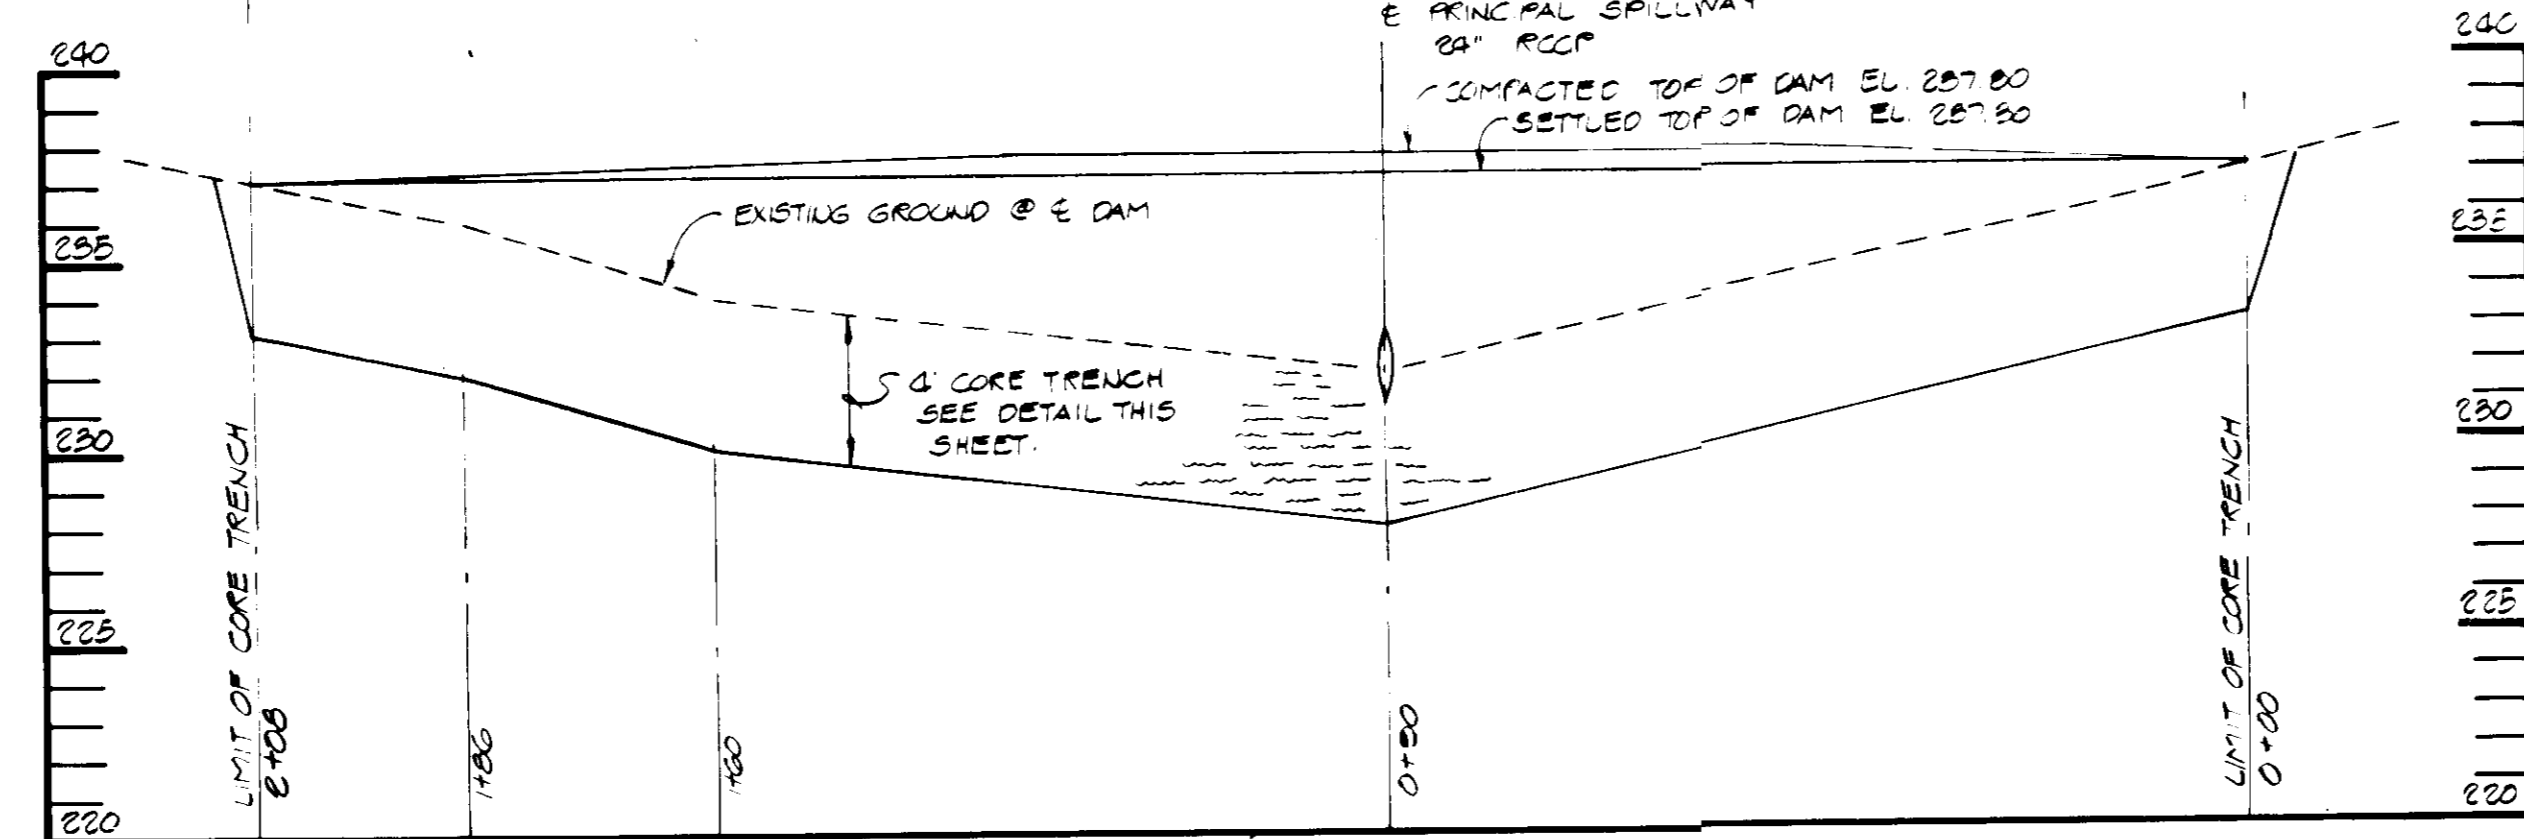 ℄ PRINCIPAL SPILLWAY
24" RCCP
COMPACTED TOP OF DAM EL. 237.80
SETTLED TOP OF DAM EL. 237.30
240
240
EXISTING GROUND @ ℄ DAM
235
235
4' CORE TRENCH
SEE DETAIL THIS
SHEET.
230
230
225
225
220
220
LIMIT OF CORE TRENCH
2+08
1+86
1+60
0+90
LIMIT OF CORE TRENCH
0+00